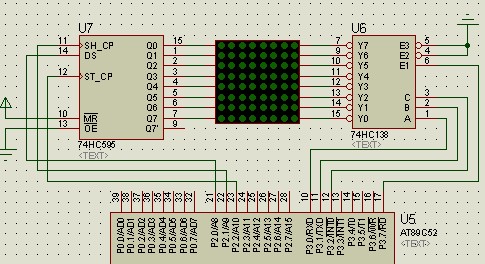 U7
U6
11 SH_CP Q0 15
14 DS Q1 1
Q2 2
12 ST_CP Q3 3
Q4 4
Q5 5
Q6 6
10 MR Q7 7
13 OE Q7' 9
74HC595
<TEXT>
7 Y7 E3 5
9 Y6 E2 4
10 Y5 E1 6
11 Y4
12 Y3 C 3
13 Y2 B 2
14 Y1 A 1
15 Y0
74HC138
<TEXT>
39 38 37 36 35 34 33 32 21 22 23 24 25 26 27 28 10 11 12 13 14 15 16 17
P0.0/AD0
P0.1/AD1
P0.2/AD2
P0.3/AD3
P0.4/AD4
P0.5/AD5
P0.6/AD6
P0.7/AD7
P2.0/A8
P2.1/A9
P2.2/A10
P2.3/A11
P2.4/A12
P2.5/A13
P2.6/A14
P2.7/A15
P3.0/RXD
P3.1/TXD
P3.2/INT0
P3.3/INT1
P3.4/T0
P3.5/T1
P3.6/WR
P3.7/RD
U5
AT89C52
<TEXT>